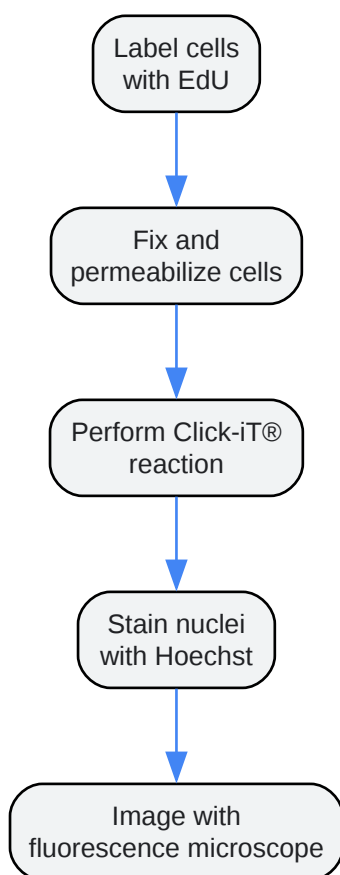 Label cells
with EdU
Fix and
permeabilize cells
Perform Click-iT®
reaction
Stain nuclei
with Hoechst
Image with
fluorescence microscope